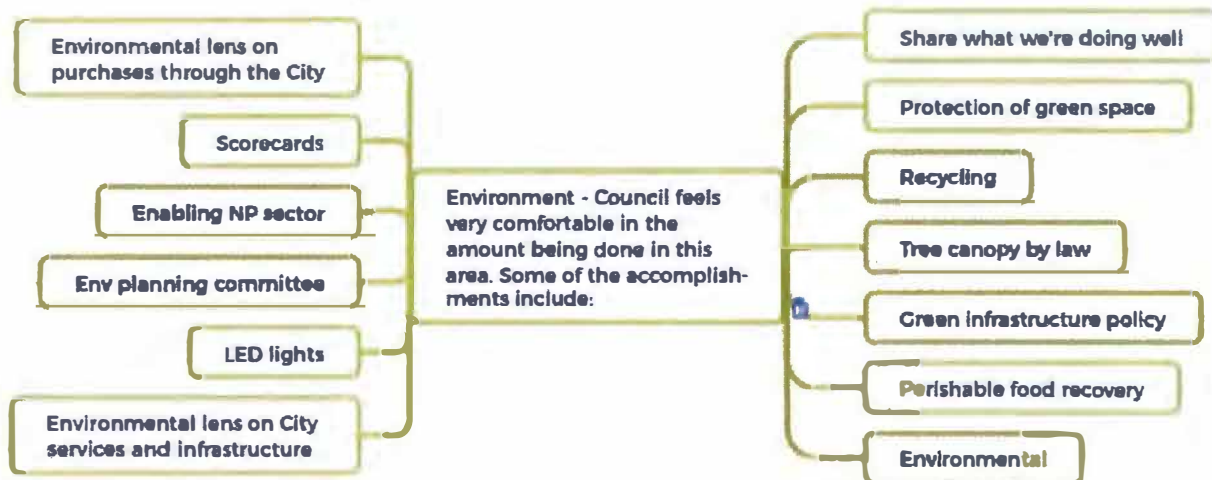 Environmental lens on
purchases through the City
Scorecards
Enabling NP sector
Env planning committee
LED lights
Environmental lens on City
services and infrastructure
Environment - Council feels
very comfortable in the
amount being done in this
area. Some of the accomplish-
ments include:
Share what we're doing well
Protection of green space
Recycling
Tree canopy by law
Green infrastructure policy
Perishable food recovery
Environmental